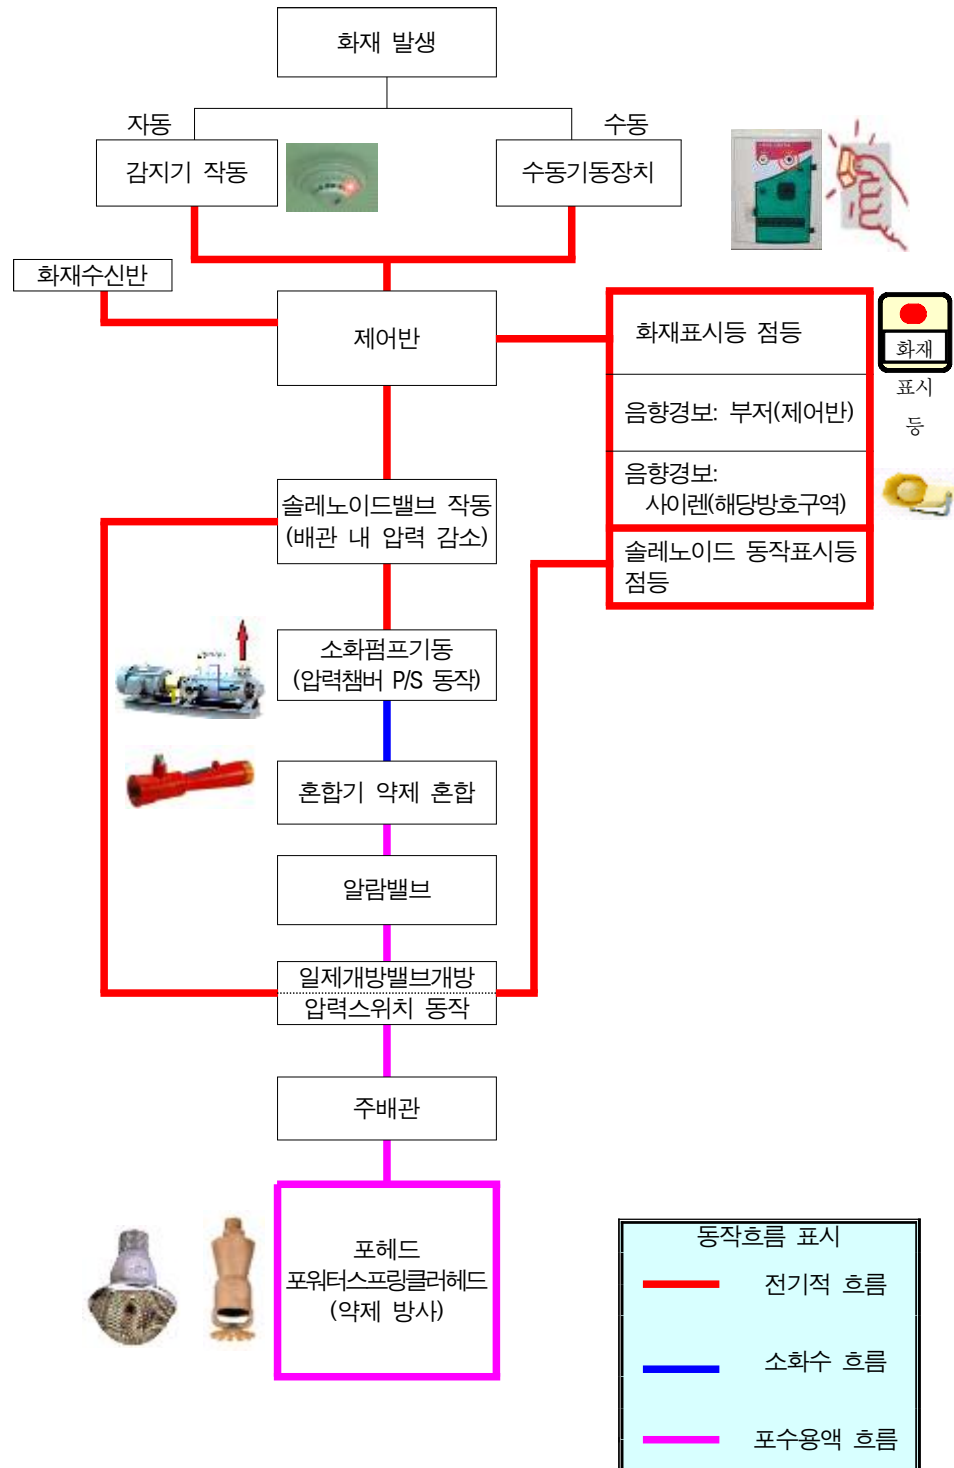 화재 발생
자동
수동
감지기 작동
수동기동장치
화재수신반
제어반
화재표시등 점등
화재
표시
등
음향경보: 부저(제어반)
음향경보:
사이렌(해당방호구역)
솔레노이드밸브 작동
(배관 내 압력 감소)
솔레노이드 동작표시등
점등
소화펌프기동
(압력챔버 P/S 동작)
혼합기 약제 혼합
알람밸브
일제개방밸브개방
압력스위치 동작
주배관
포헤드
포워터스프링클러헤드
(약제 방사)
동작흐름 표시
전기적 흐름
소화수 흐름
포수용액 흐름